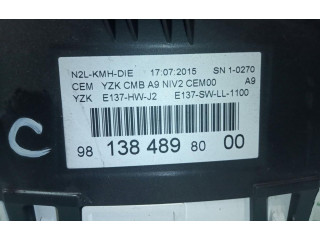 N2L-KMH-DIE 17.07.2015 SN 1-0270
CEM YZK CMB A9 NIV2 CEM00 A9
YZK E137-HW-J2 E137-SW-LL-1100
98 138 489 80 00
C